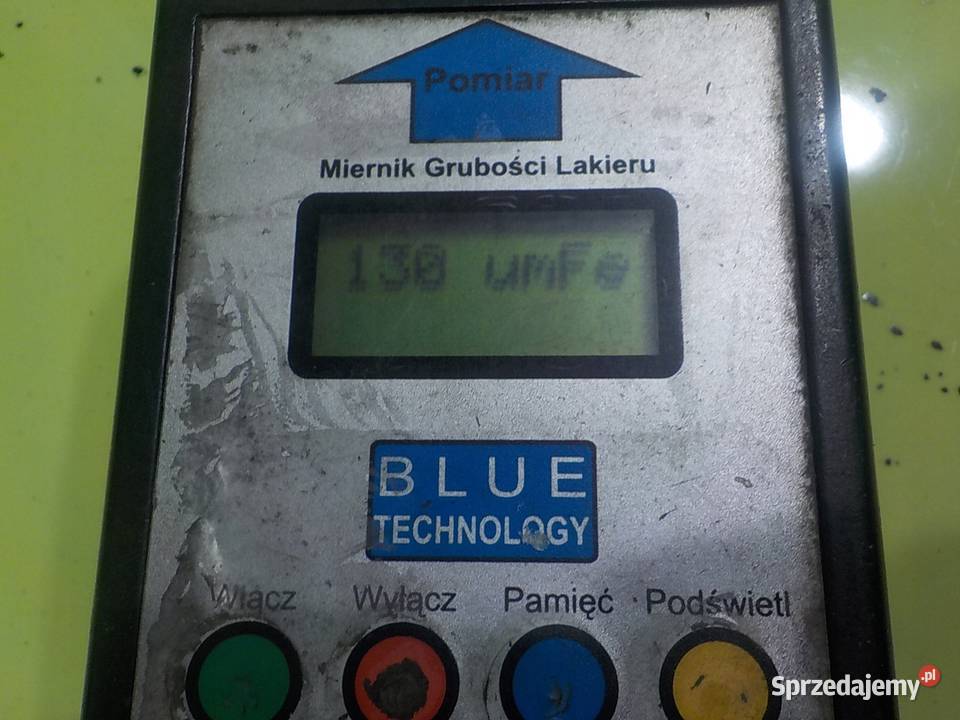 Pomiar
Miernik Grubości Lakieru
130 umFe
BLUE
TECHNOLOGY
Włącz Wyłącz Pamięć Podświetl
Sprzedajemy.pl